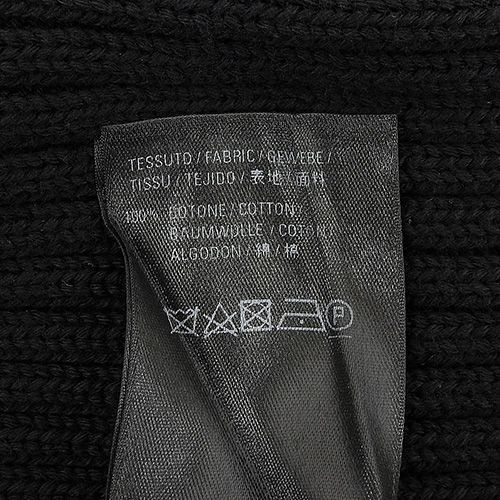 TESSUTO / FABRIC / GEWEBE /
TISSU / TEJIDO / 表地 / 面料
100% COTONE / COTTON /
BAUMWOLLE / COTON /
ALGODON / 綿 / 棉
P